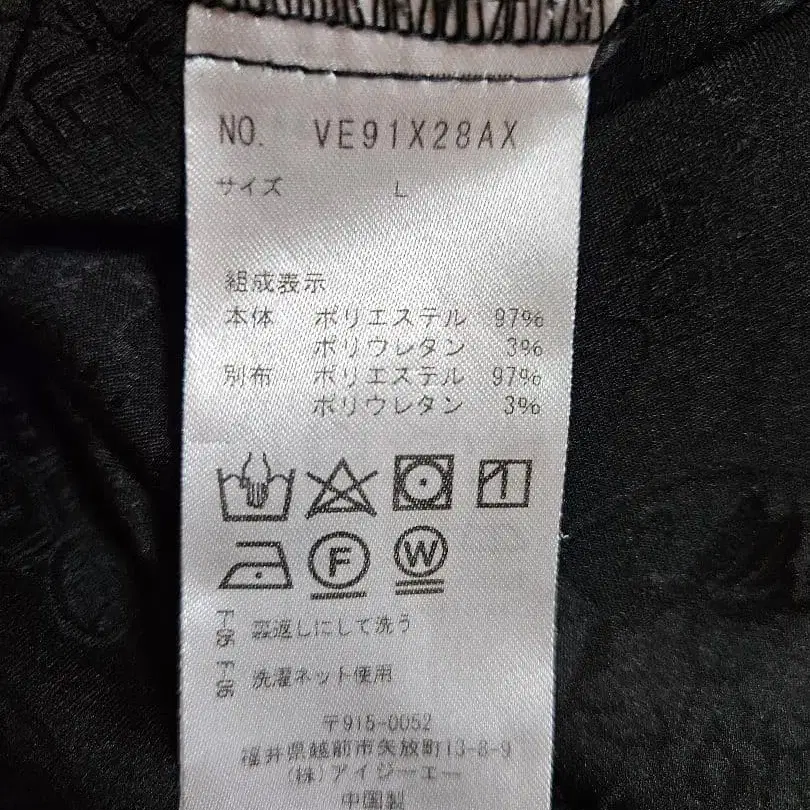 NO. VE91X28AX
サイズ L
組成表示
本体 ポリエステル 97%
ポリウレタン 3%
別布 ポリエステル 97%
ポリウレタン 3%
F W
裏返しにして洗う
洗濯ネット使用
〒915-0052
福井県越前市矢放町13-8-9
(株)アイジーエー
中国製